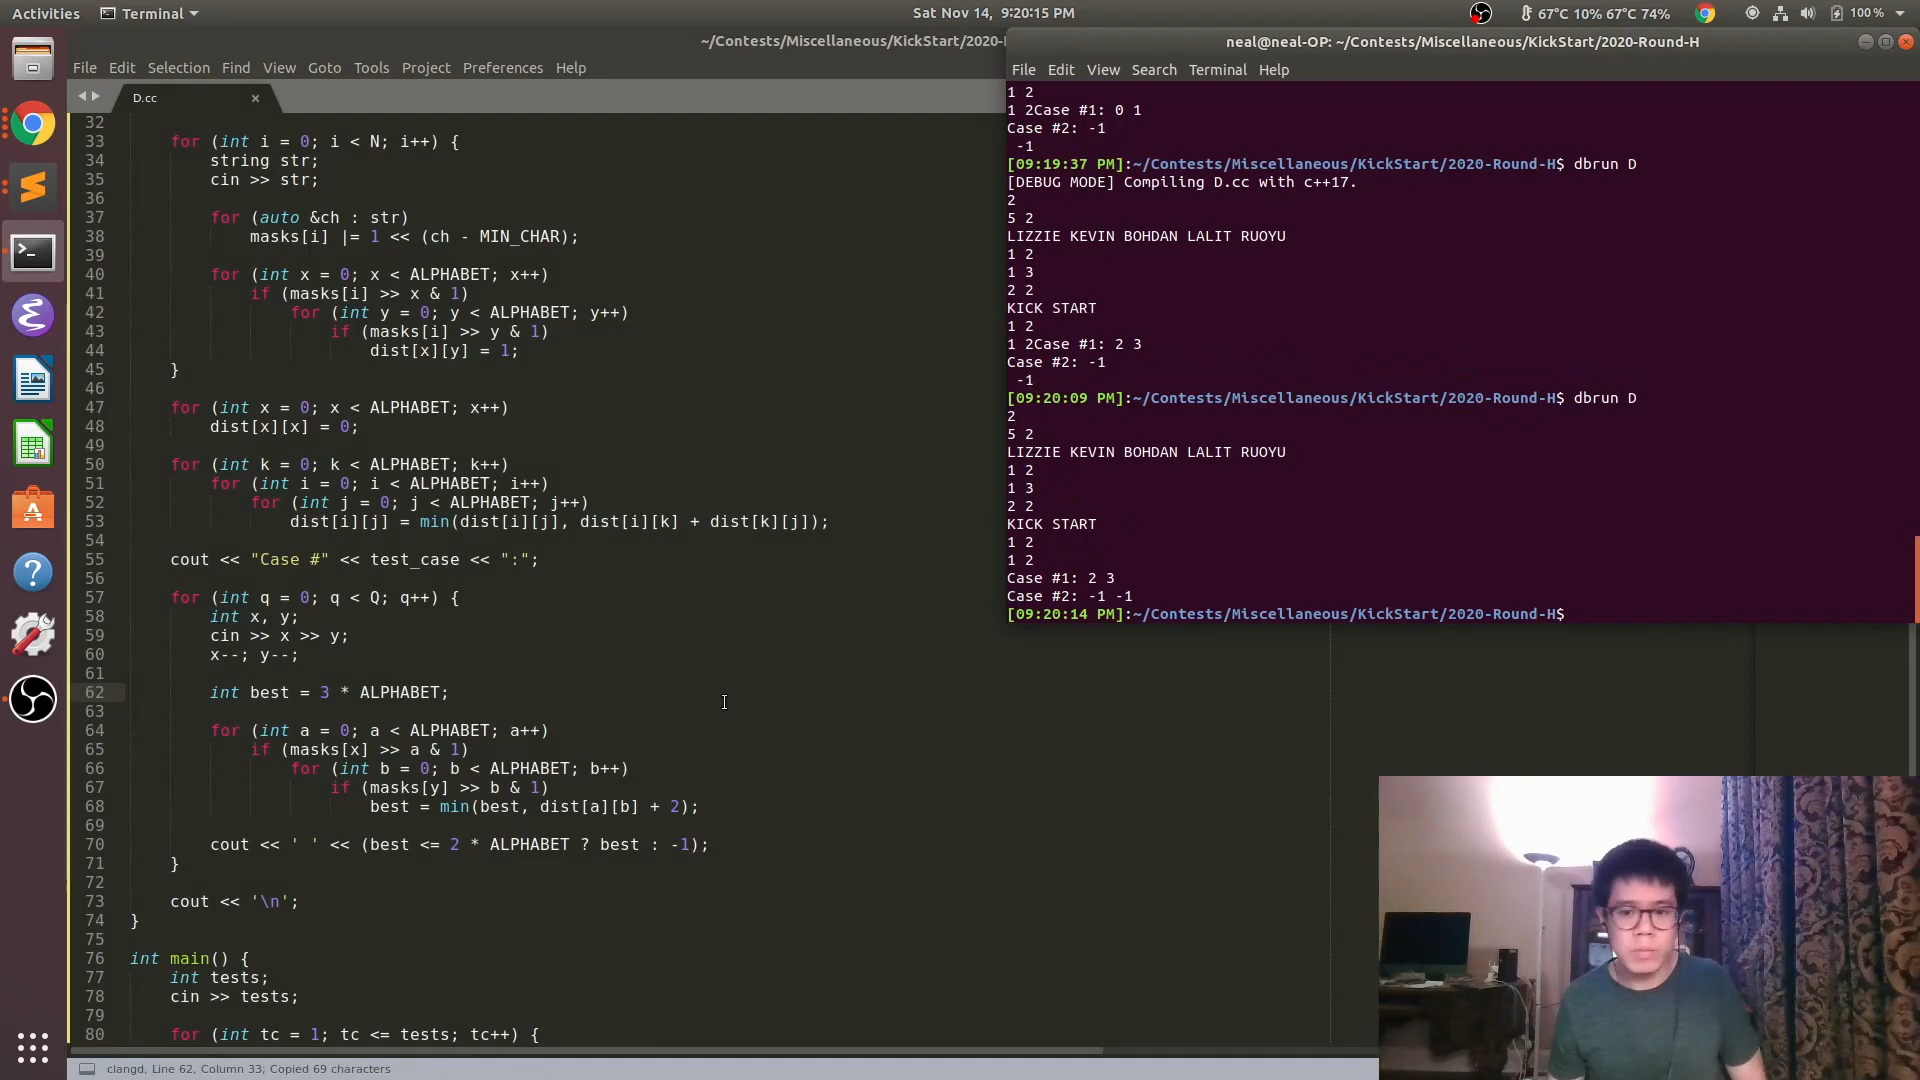 Activities
Terminal
Sat Nov 14, 9:20:15 PM
67°C 10% 67°C 74%
100 %
~/Contests/Miscellaneous/KickStart/2020-
File Edit Selection Find View Goto Tools Project Preferences Help
D.cc
32
33 for (int i = 0; i < N; i++) {
34 string str;
35 cin >> str;
36
37 for (auto &ch : str)
38 masks[i] |= 1 << (ch - MIN_CHAR);
39
40 for (int x = 0; x < ALPHABET; x++)
41 if (masks[i] >> x & 1)
42 for (int y = 0; y < ALPHABET; y++)
43 if (masks[i] >> y & 1)
44 dist[x][y] = 1;
45 }
46
47 for (int x = 0; x < ALPHABET; x++)
48 dist[x][x] = 0;
49
50 for (int k = 0; k < ALPHABET; k++)
51 for (int i = 0; i < ALPHABET; i++)
52 for (int j = 0; j < ALPHABET; j++)
53 dist[i][j] = min(dist[i][j], dist[i][k] + dist[k][j]);
54
55 cout << "Case #" << test_case << ":";
56
57 for (int q = 0; q < Q; q++) {
58 int x, y;
59 cin >> x >> y;
60 x--; y--;
61
62 int best = 3 * ALPHABET;
63
64 for (int a = 0; a < ALPHABET; a++)
65 if (masks[x] >> a & 1)
66 for (int b = 0; b < ALPHABET; b++)
67 if (masks[y] >> b & 1)
68 best = min(best, dist[a][b] + 2);
69
70 cout << ' ' << (best <= 2 * ALPHABET ? best : -1);
71 }
72
73 cout << '\n';
74 }
75
76 int main() {
77 int tests;
78 cin >> tests;
79
80 for (int tc = 1; tc <= tests; tc++) {
clangd, Line 62, Column 33; Copied 69 characters
neal@neal-OP: ~/Contests/Miscellaneous/KickStart/2020-Round-H
File Edit View Search Terminal Help
1 2
1 2Case #1: 0 1
Case #2: -1
-1
[09:19:37 PM]:~/Contests/Miscellaneous/KickStart/2020-Round-H$ dbrun D
[DEBUG MODE] Compiling D.cc with c++17.
2
5 2
LIZZIE KEVIN BOHDAN LALIT RUOYU
1 2
1 3
2 2
KICK START
1 2
1 2Case #1: 2 3
Case #2: -1
-1
[09:20:09 PM]:~/Contests/Miscellaneous/KickStart/2020-Round-H$ dbrun D
2
5 2
LIZZIE KEVIN BOHDAN LALIT RUOYU
1 2
1 3
2 2
KICK START
1 2
1 2
Case #1: 2 3
Case #2: -1 -1
[09:20:14 PM]:~/Contests/Miscellaneous/KickStart/2020-Round-H$